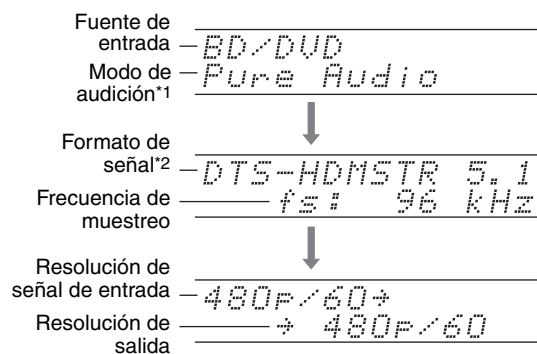 Fuente de
entrada
BD/DVD
Modo de
audición*1
Pure Audio
Formato de
señal*2
DTS-HDMSTR 5.1
Frecuencia de
muestreo
fs: 96 kHz
Resolución de
señal de entrada
480p/60→
Resolución de
salida
→ 480p/60